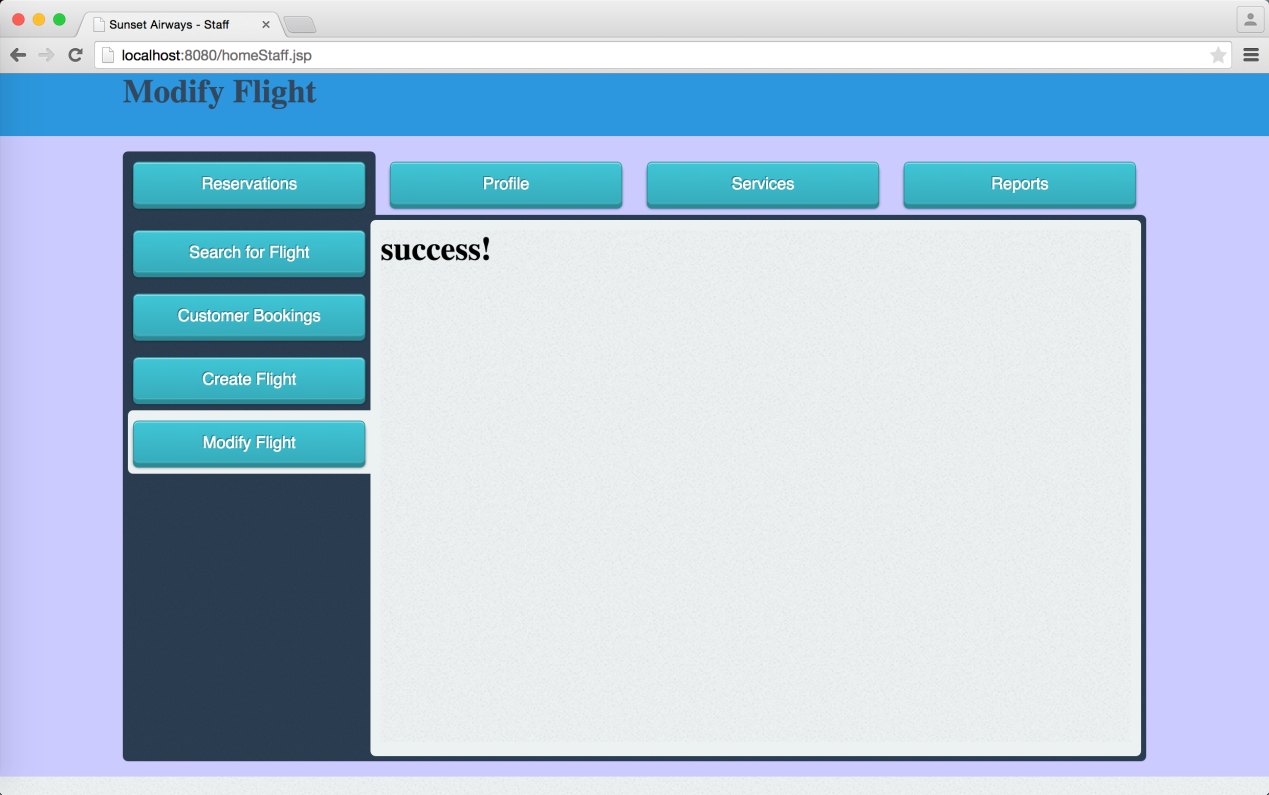 Sunset Airways - Staff
localhost:8080/homeStaff.jsp
Modify Flight
Reservations
Profile
Services
Reports
Search for Flight
success!
Customer Bookings
Create Flight
Modify Flight